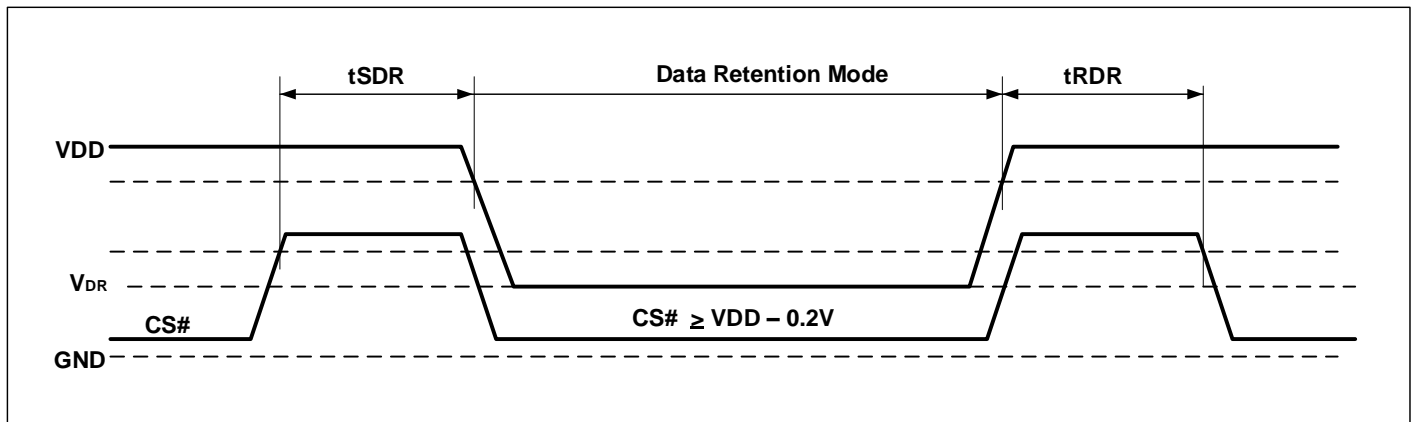 tSDR Data Retention Mode tRDR
VDD
VDR
CS# CS# ≥ VDD – 0.2V
GND